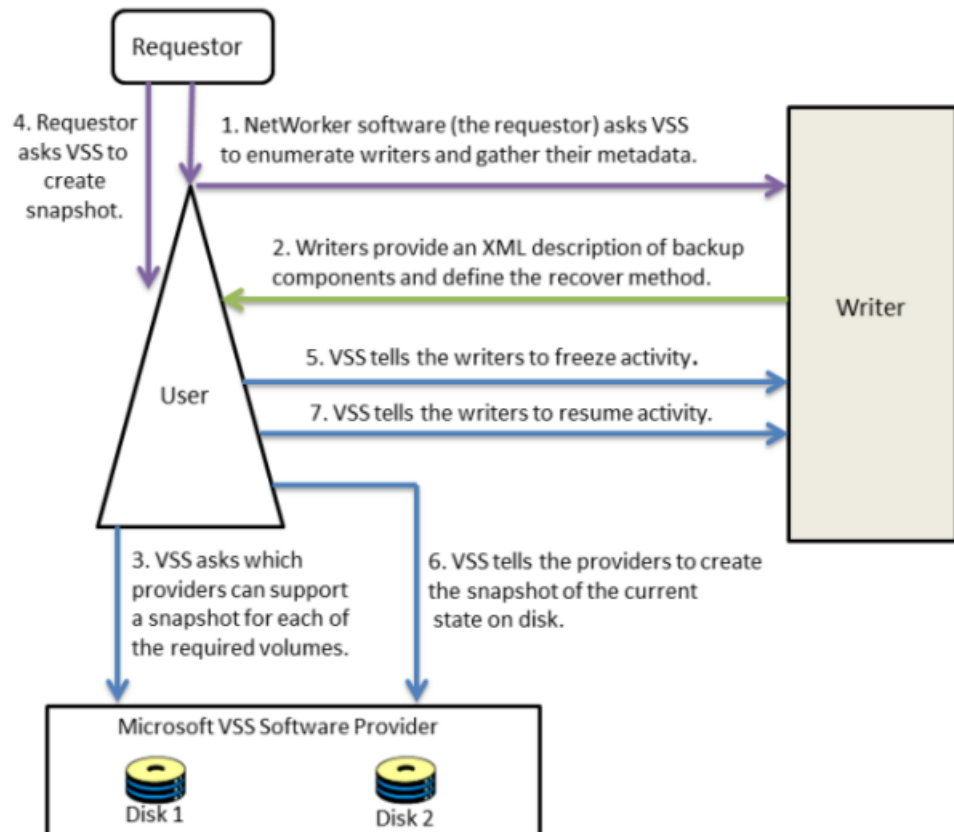 Requestor
4. Requestor
asks VSS to
create
snapshot.
1. NetWorker software (the requestor) asks VSS
to enumerate writers and gather their metadata.
2. Writers provide an XML description of backup
components and define the recover method.
Writer
5. VSS tells the writers to freeze activity.
User
7. VSS tells the writers to resume activity.
3. VSS asks which
providers can support
a snapshot for each of
the required volumes.
6. VSS tells the providers to create
the snapshot of the current
state on disk.
Microsoft VSS Software Provider
Disk 1
Disk 2